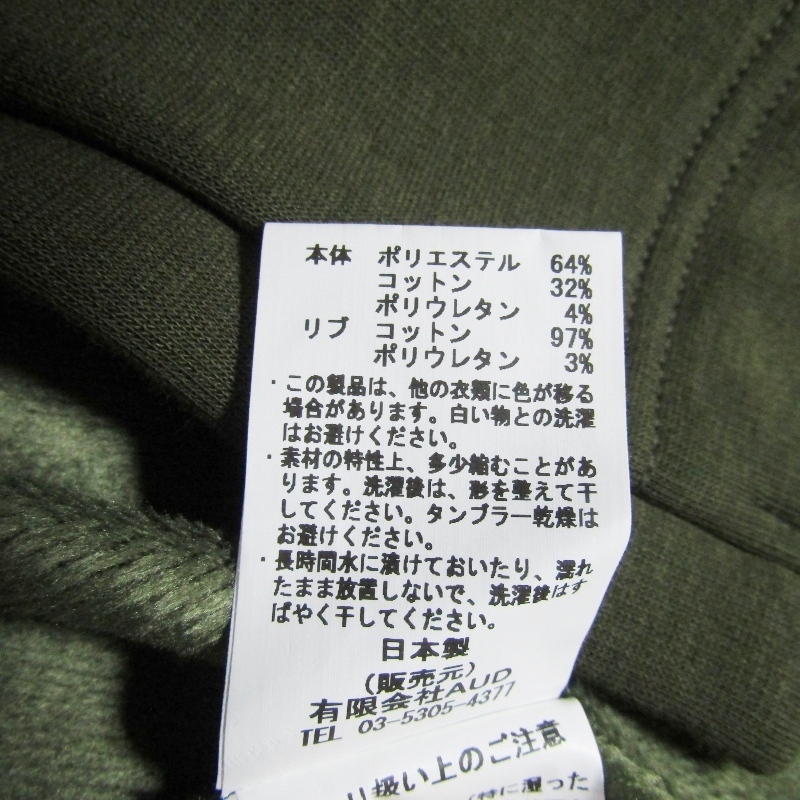 本体 ポリエステル 64%
コットン 32%
ポリウレタン 4%
リブ コットン 97%
ポリウレタン 3%
・この製品は、他の衣類に色が移る
場合があります。白い物との洗濯
はお避けください。
・素材の特性上、多少縮むことがあ
ります。洗濯後は、形を整えて干
してください。タンブラー乾燥は
お避けください。
・長時間水に漬けておいたり、濡れ
たまま放置しないで、洗濯後はす
ばやく干してください。
日本製
(販売元)
有限会社AUD
TEL 03-5305-4377
り扱い上のご注意
(特に湿った